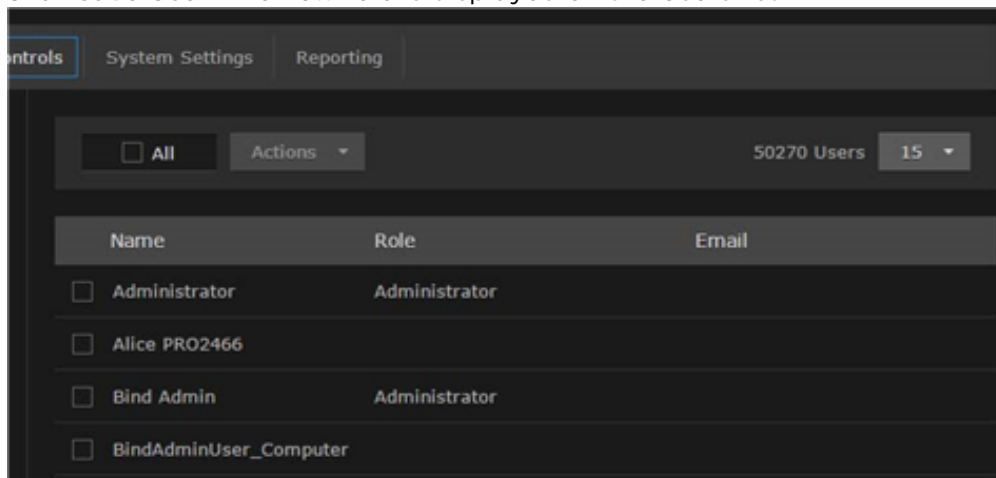 ontrols System Settings Reporting
All Actions 50270 Users 15
Name Role Email
Administrator Administrator
Alice PRO2466
Bind Admin Administrator
BindAdminUser_Computer